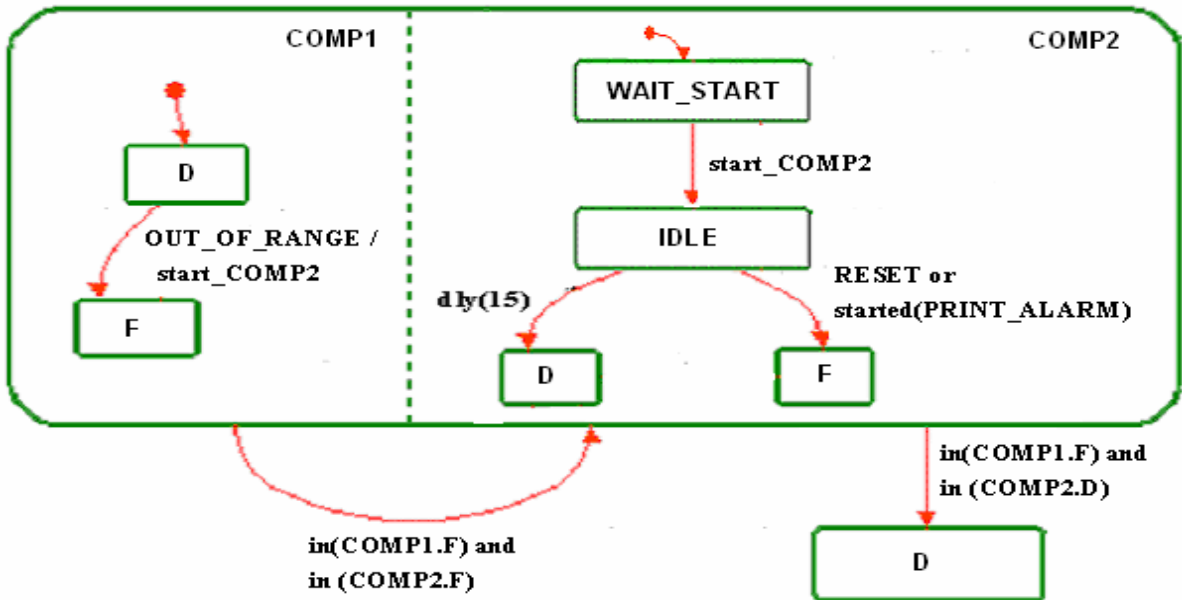 COMP1
COMP2
WAIT_START
D
start_COMP2
OUT_OF_RANGE /
start_COMP2
IDLE
F
dly(15)
RESET or
started(PRINT_ALARM)
D
F
in(COMP1.F) and
in (COMP2.F)
in(COMP1.F) and
in (COMP2.D)
D